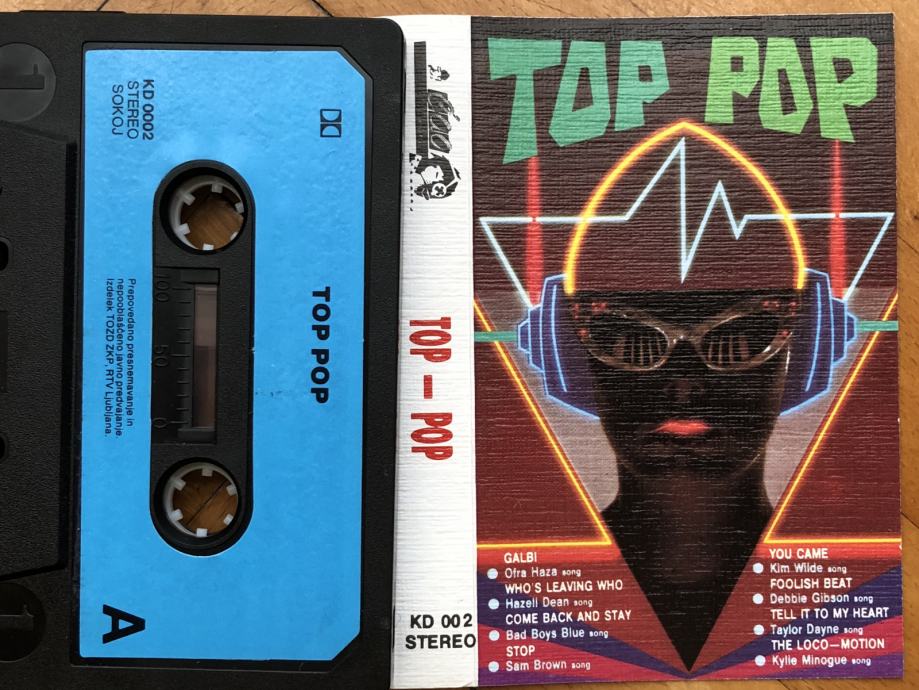 KD 0002
STEREO
SOKOJ
TOP POP
100
50
0
Prepovedano presnemavanje in
nepooblaščeno javno predvajanje
Izdelek TOZD ZKP, RTV Ljubljana.
A
1
1
TOP – POP
KD 002
STEREO
TOP POP
GALBI
Ofra Haza song
WHO'S LEAVING WHO
Hazell Dean song
COME BACK AND STAY
Bad Boys Blue song
STOP
Sam Brown song
YOU CAME
Kim Wilde song
FOOLISH BEAT
Debbie Gibson song
TELL IT TO MY HEART
Taylor Dayne song
THE LOCO–MOTION
Kylie Minogue song